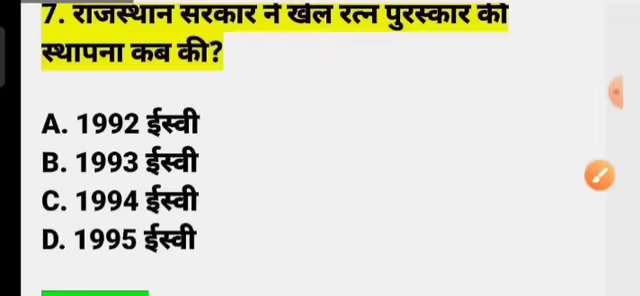 7. राजस्थान सरकार ने खेल रत्न पुरस्कार की
स्थापना कब की?
A. 1992 ईस्वी
B. 1993 ईस्वी
C. 1994 ईस्वी
D. 1995 ईस्वी